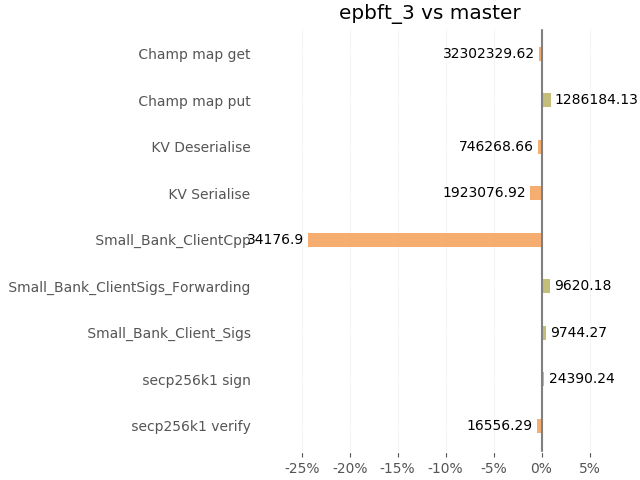 epbft_3 vs master
Champ map get 32302329.62
Champ map put 1286184.13
KV Deserialise 746268.66
KV Serialise 1923076.92
Small_Bank_ClientCpp 34176.9
Small_Bank_ClientSigs_Forwarding 9620.18
Small_Bank_Client_Sigs 9744.27
secp256k1 sign 24390.24
secp256k1 verify 16556.29
-25% -20% -15% -10% -5% 0% 5%